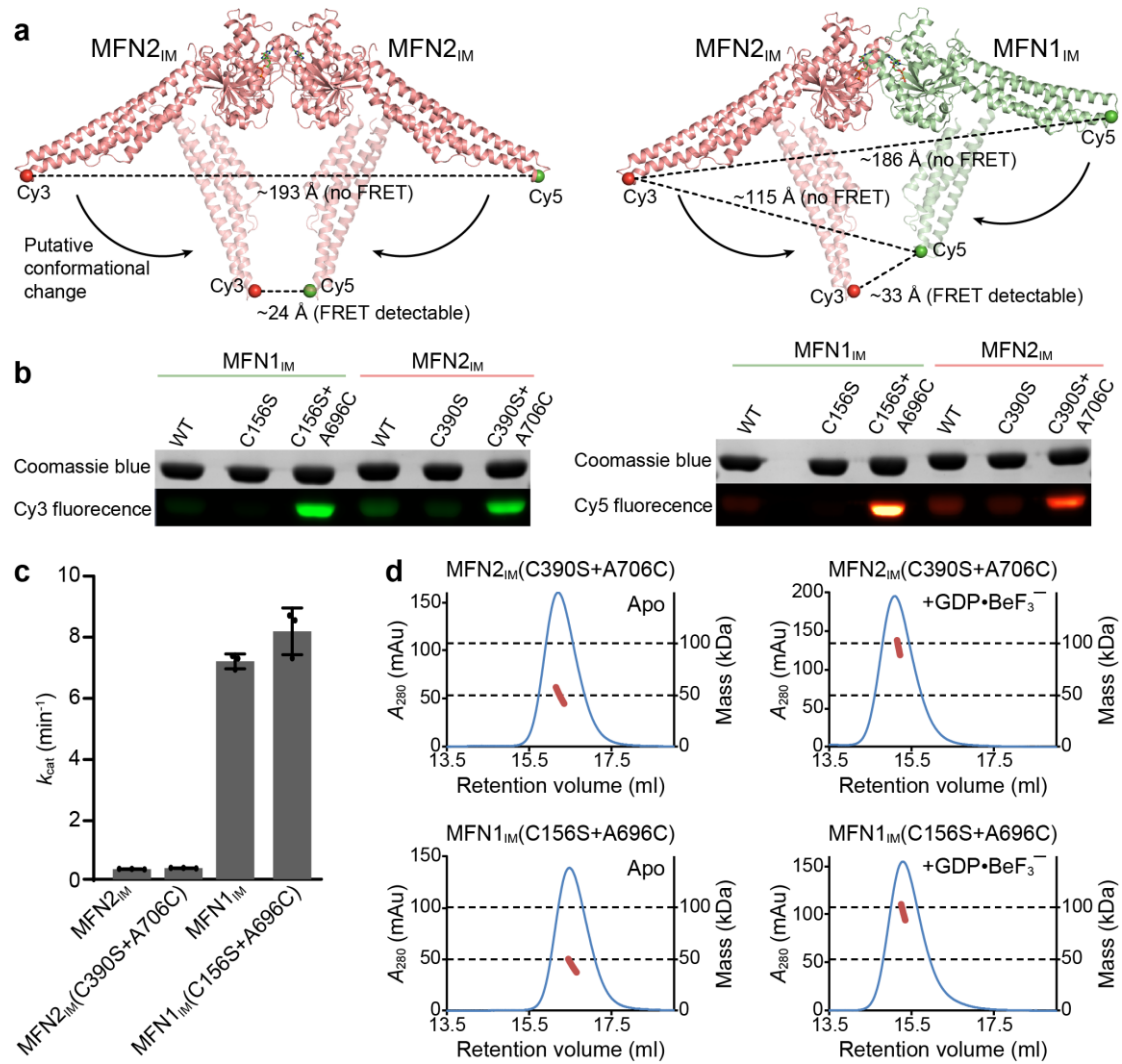 a
MFN2IM MFN2IM
Cy3 ~193 Å (no FRET) Cy5
Putative
conformational
change
Cy3 Cy5
~24 Å (FRET detectable)
MFN2IM MFN1IM
Cy5
~186 Å (no FRET)
Cy3 ~115 Å (no FRET)
Cy5
Cy3
~33 Å (FRET detectable)
b
MFN1IM MFN2IM
WT C156S C156S+ A696C WT C390S C390S+ A706C
Coomassie blue
Cy3 fluorecence
MFN1IM MFN2IM
WT C156S C156S+ A696C WT C390S C390S+ A706C
Coomassie blue
Cy5 fluorecence
c
kcat (min⁻¹)
10
8
6
4
2
0
MFN2IM
MFN2IM(C390S+A706C)
MFN1IM
MFN1IM(C156S+A696C)
d
MFN2IM(C390S+A706C)
Apo
A280 (mAu)
150
100
50
0
Mass (kDa)
100
50
0
13.5 15.5 17.5
Retention volume (ml)
+GDP•BeF₃⁻
A280 (mAu)
200
150
100
50
0
Mass (kDa)
100
50
0
13.5 15.5 17.5
Retention volume (ml)
MFN2IM(C390S+A706C)
MFN1IM(C156S+A696C)
Apo
A280 (mAu)
150
100
50
0
Mass (kDa)
100
50
0
13.5 15.5 17.5
Retention volume (ml)
MFN1IM(C156S+A696C)
+GDP•BeF₃⁻
A280 (mAu)
150
100
50
0
Mass (kDa)
100
50
0
13.5 15.5 17.5
Retention volume (ml)